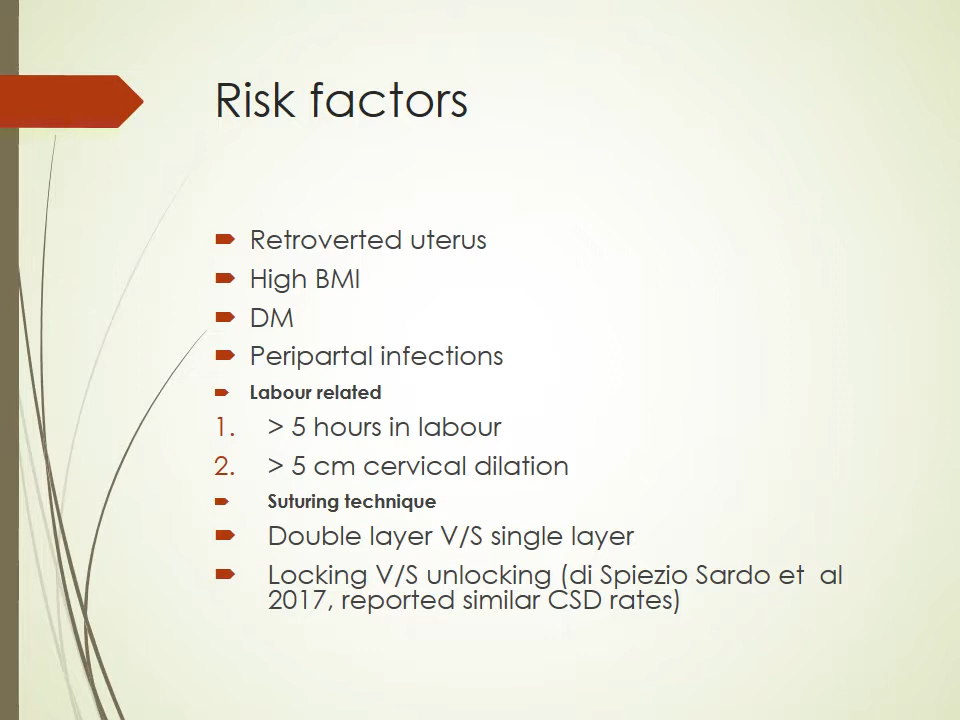 Risk factors
Retroverted uterus
High BMI
DM
Peripartal infections
Labour related
1. > 5 hours in labour
2. > 5 cm cervical dilation
Suturing technique
Double layer V/S single layer
Locking V/S unlocking (di Spiezio Sardo et al
2017, reported similar CSD rates)